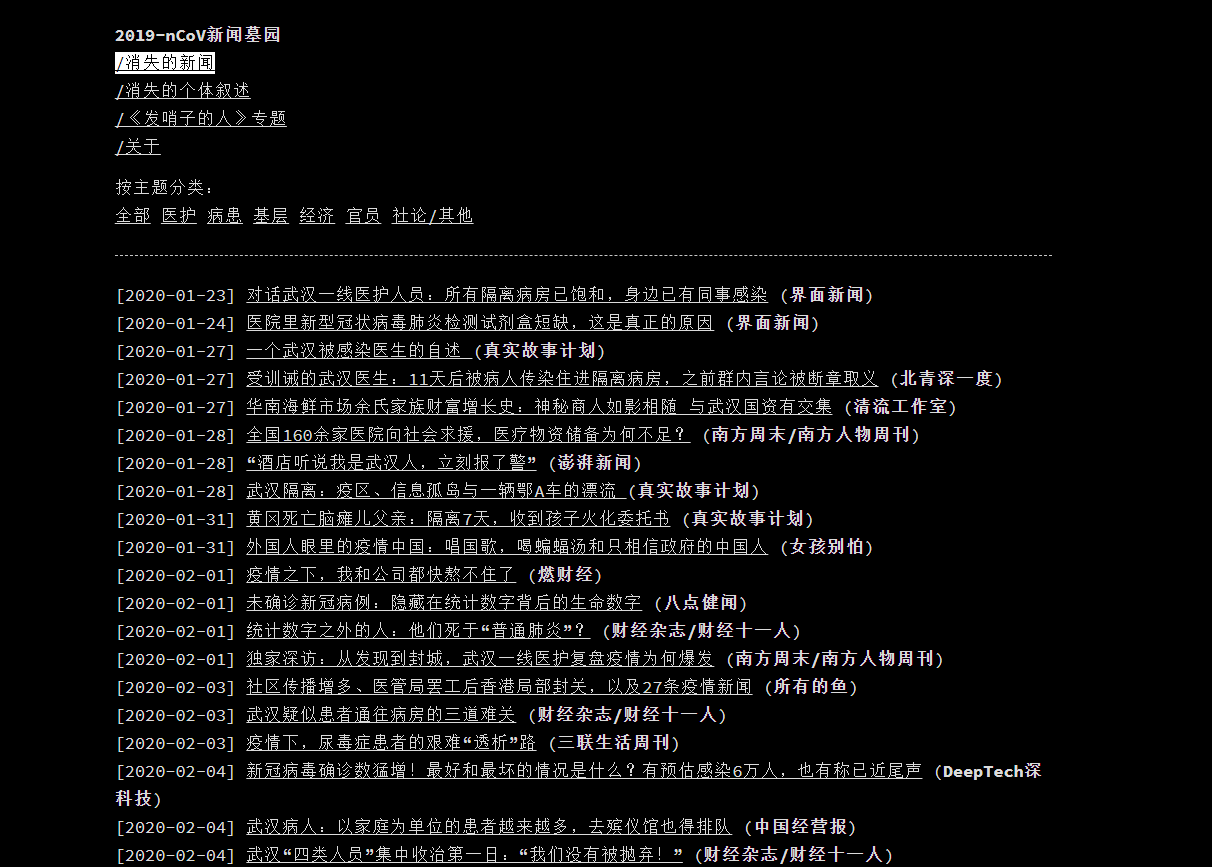 2019-nCoV新闻墓园
/消失的新闻
/消失的个体叙述
/《发哨子的人》专题
/关于
按主题分类：
全部 医护 病患 基层 经济 官员 社论/其他
[2020-01-23] 对话武汉一线医护人员：所有隔离病房已饱和，身边已有同事感染 (界面新闻)
[2020-01-24] 医院里新型冠状病毒肺炎检测试剂盒短缺，这是真正的原因 (界面新闻)
[2020-01-27] 一个武汉被感染医生的自述 (真实故事计划)
[2020-01-27] 受训诫的武汉医生：11天后被病人传染住进隔离病房，之前群内言论被断章取义 (北青深一度)
[2020-01-27] 华南海鲜市场余氏家族财富增长史：神秘商人如影相随 与武汉国资有交集 (清流工作室)
[2020-01-28] 全国160余家医院向社会求援，医疗物资储备为何不足？ (南方周末/南方人物周刊)
[2020-01-28] “酒店听说我是武汉人，立刻报了警” (澎湃新闻)
[2020-01-28] 武汉隔离：疫区、信息孤岛与一辆鄂A车的漂流 (真实故事计划)
[2020-01-31] 黄冈死亡脑瘫儿父亲：隔离7天，收到孩子火化委托书 (真实故事计划)
[2020-01-31] 外国人眼里的疫情中国：唱国歌，喝蝙蝠汤和只相信政府的中国人 (女孩别怕)
[2020-02-01] 疫情之下，我和公司都快熬不住了 (燃财经)
[2020-02-01] 未确诊新冠病例：隐藏在统计数字背后的生命数字 (八点健闻)
[2020-02-01] 统计数字之外的人：他们死于“普通肺炎”？ (财经杂志/财经十一人)
[2020-02-01] 独家深访：从发现到封城，武汉一线医护复盘疫情为何爆发 (南方周末/南方人物周刊)
[2020-02-03] 社区传播增多、医管局罢工后香港局部封关，以及27条疫情新闻 (所有的鱼)
[2020-02-03] 武汉疑似患者通往病房的三道难关 (财经杂志/财经十一人)
[2020-02-03] 疫情下，尿毒症患者的艰难“透析”路 (三联生活周刊)
[2020-02-04] 新冠病毒确诊数猛增！最好和最坏的情况是什么？有预估感染6万人，也有称已近尾声 (DeepTech深
科技)
[2020-02-04] 武汉病人：以家庭为单位的患者越来越多，去殡仪馆也得排队 (中国经营报)
[2020-02-04] 武汉“四类人员”集中收治第一日：“我们没有被抛弃！” (财经杂志/财经十一人)